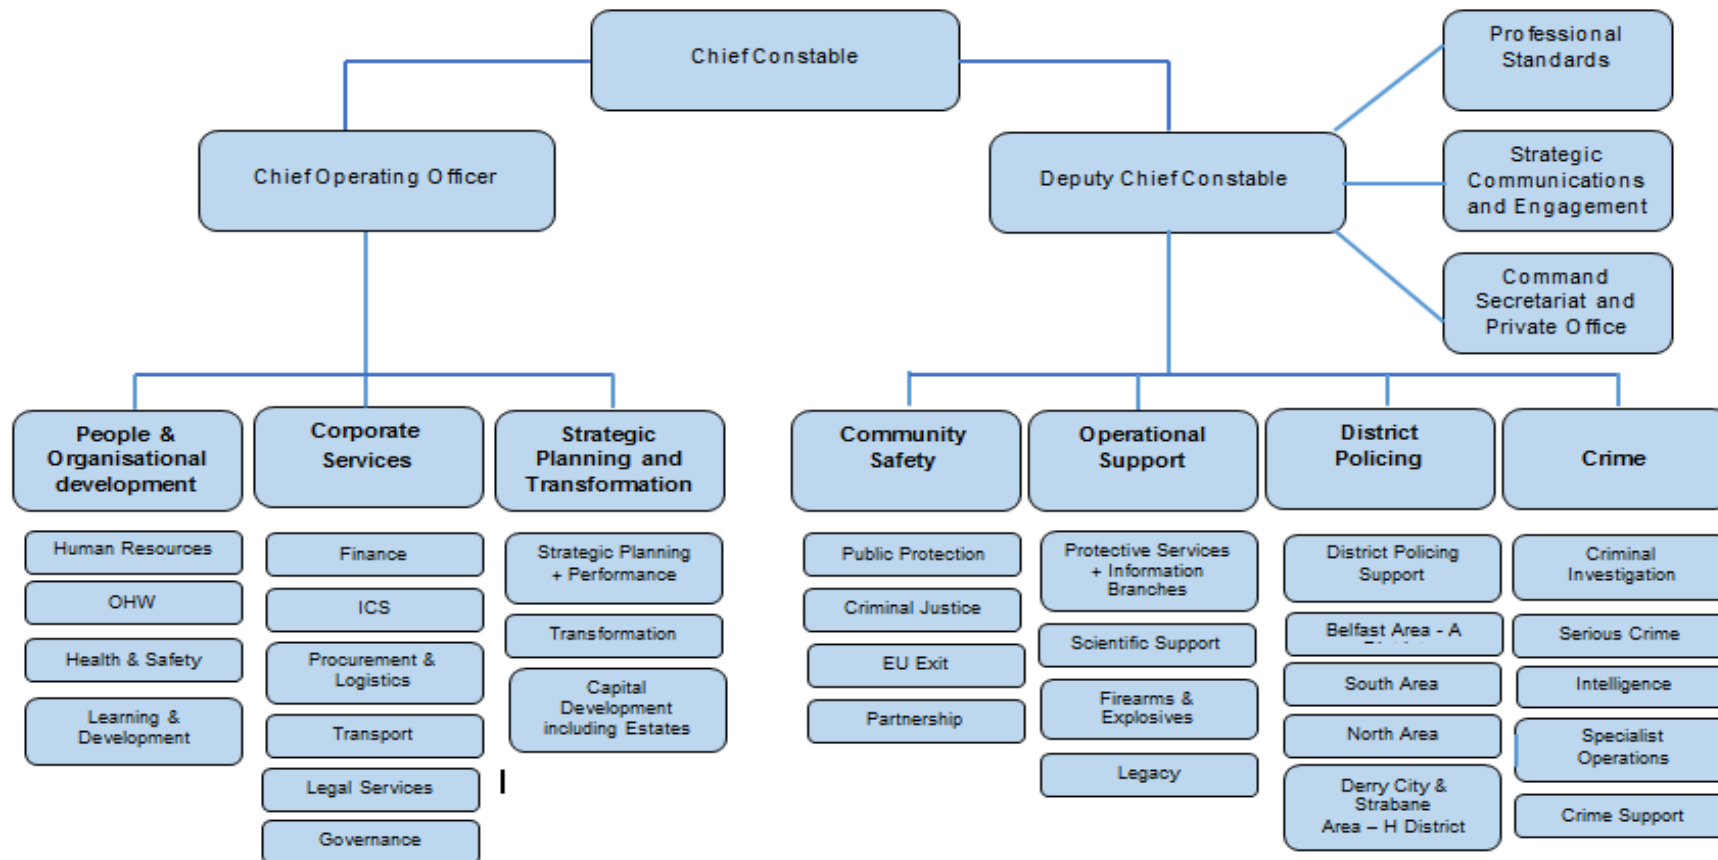 Chief Constable
Professional
Standards
Chief Operating Officer
Deputy Chief Constable
Strategic
Communications
and Engagement
Command
Secretariat and
Private Office
People &
Organisational
development
Corporate
Services
Strategic
Planning and
Transformation
Community
Safety
Operational
Support
District
Policing
Crime
Human Resources
OHW
Health & Safety
Learning &
Development
Finance
ICS
Procurement &
Logistics
Transport
Legal Services
Governance
Strategic Planning
+ Performance
Transformation
Capital
Development
including Estates
Public Protection
Criminal Justice
EU Exit
Partnership
Protective Services
+ Information
Branches
Scientific Support
Firearms &
Explosives
Legacy
District Policing
Support
Belfast Area - A
South Area
North Area
Derry City &
Strabane
Area – H District
Criminal
Investigation
Serious Crime
Intelligence
Specialist
Operations
Crime Support